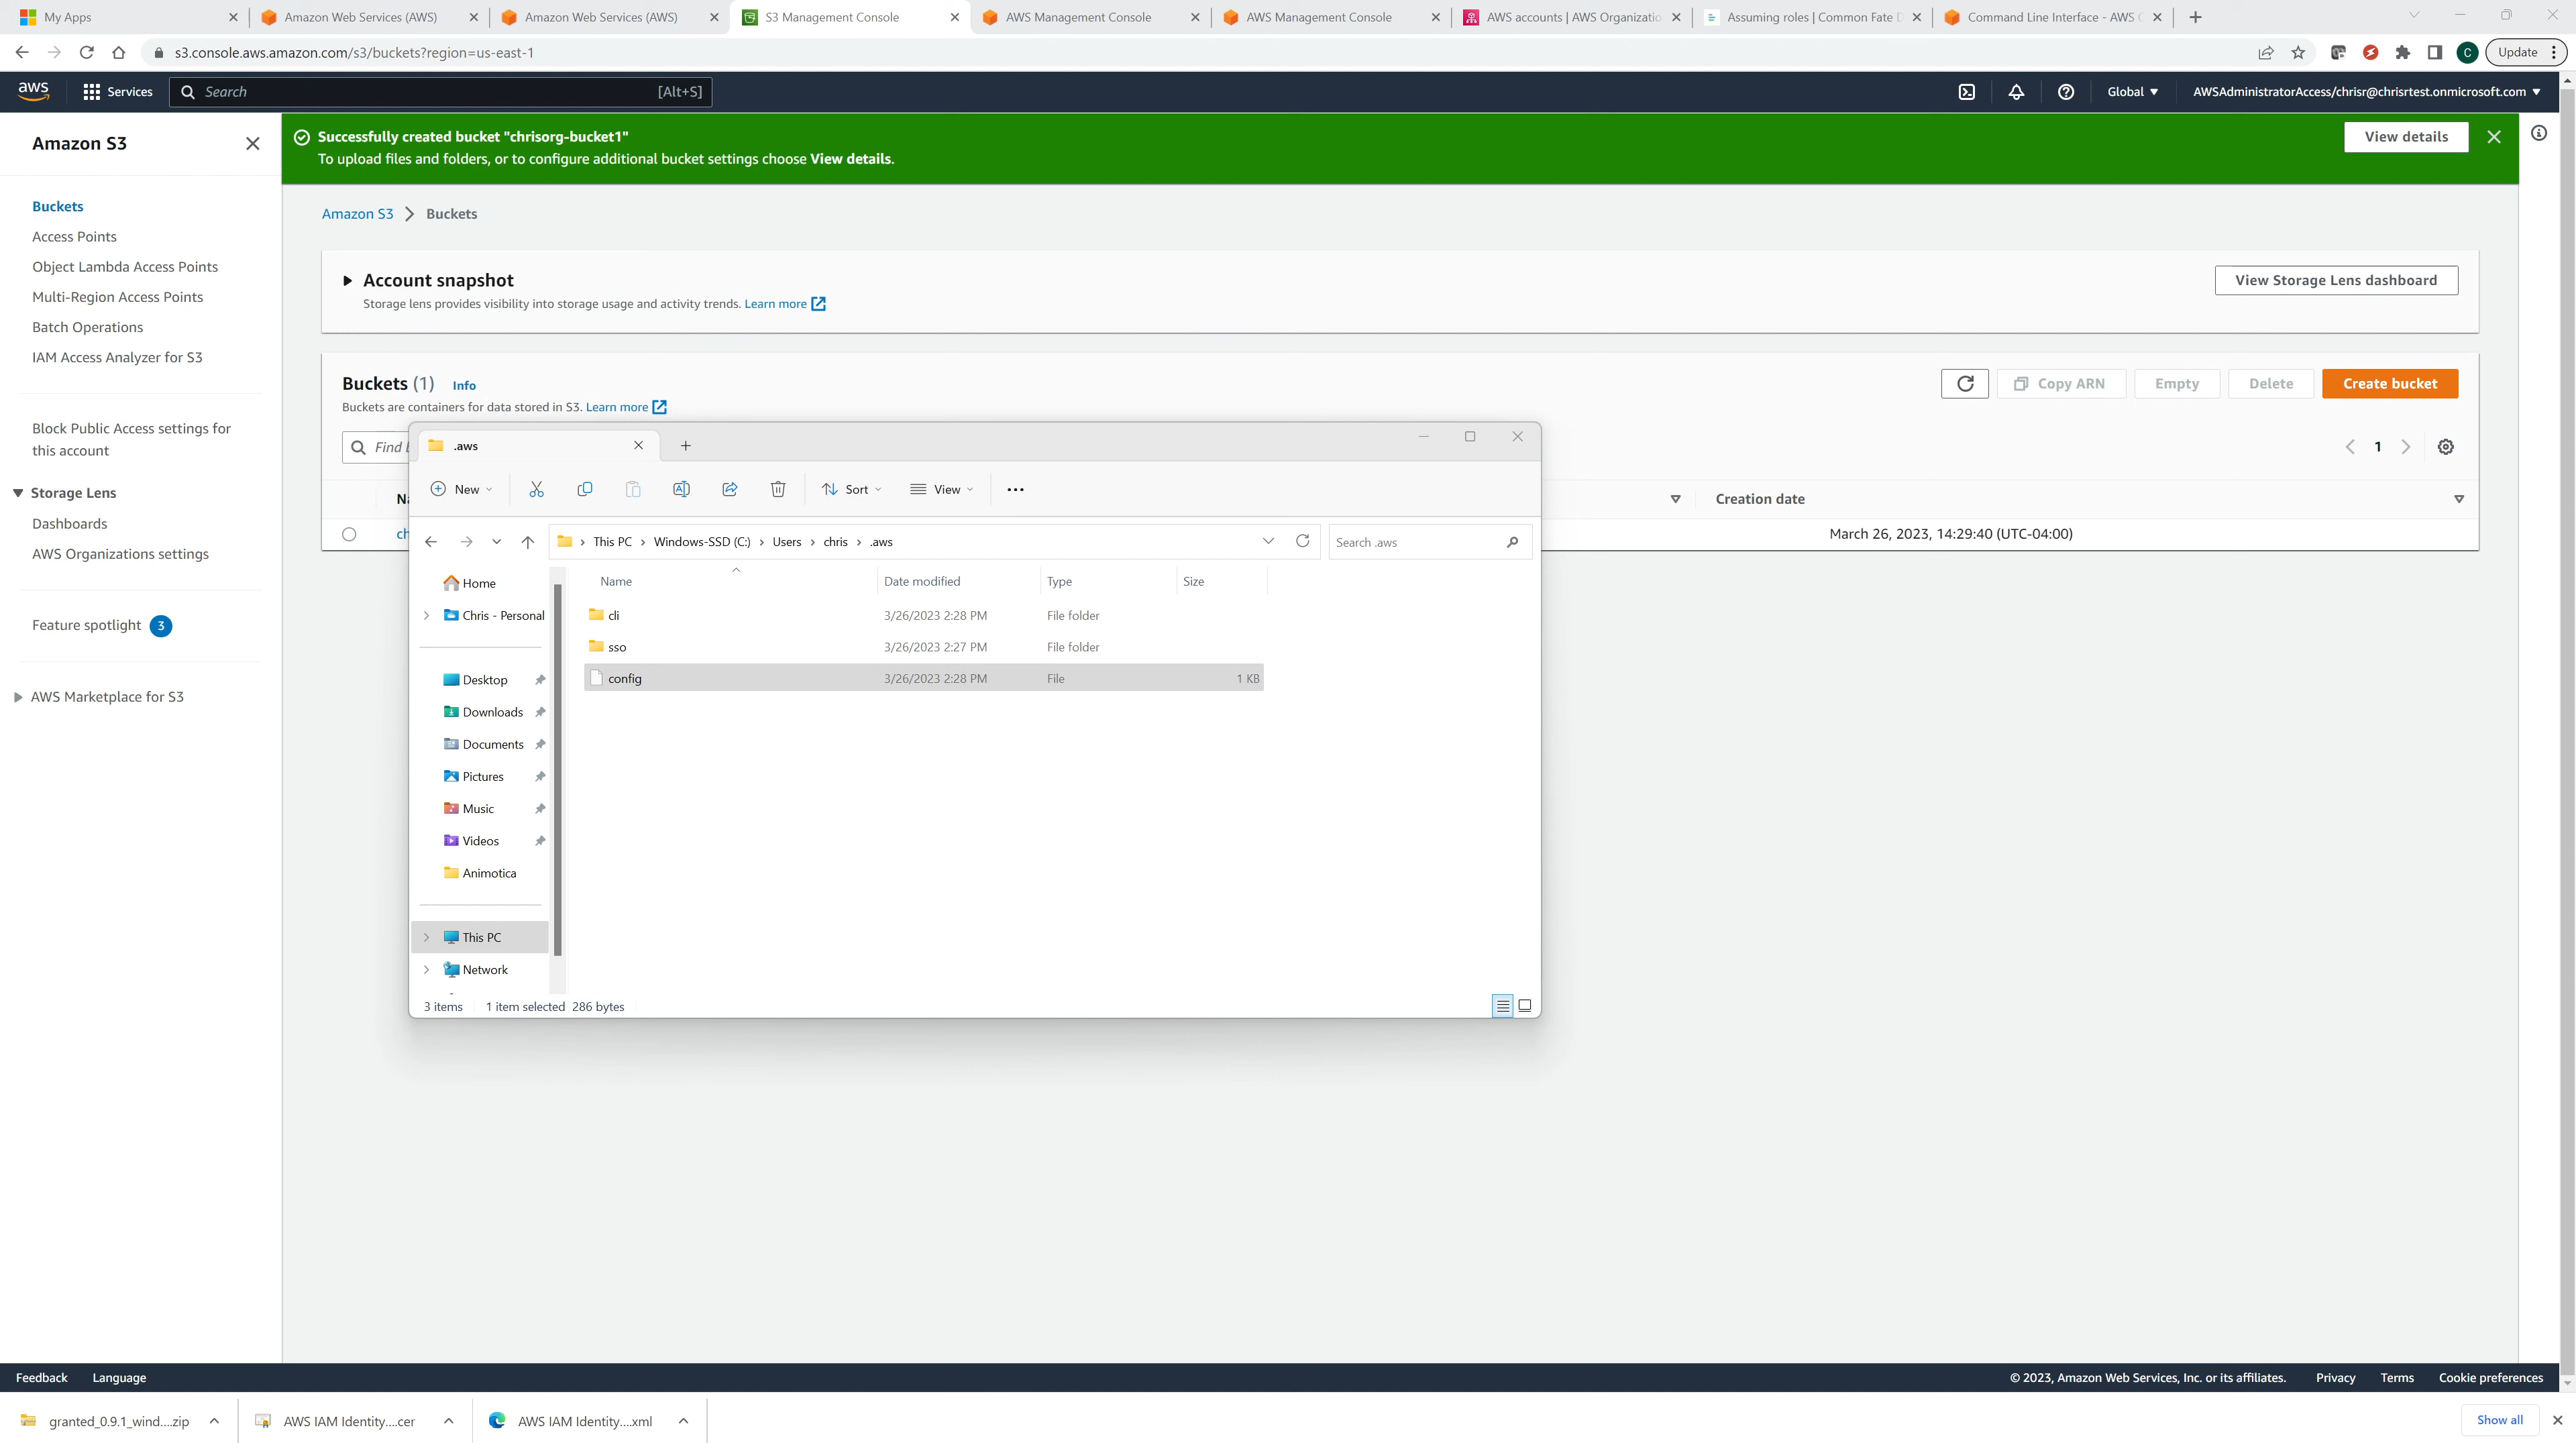 My Apps
Amazon Web Services (AWS)
Amazon Web Services (AWS)
S3 Management Console
AWS Management Console
AWS Management Console
AWS accounts | AWS Organizatio
Assuming roles | Common Fate D
Command Line Interface - AWS C
s3.console.aws.amazon.com/s3/buckets?region=us-east-1
C
Update
aws
Services
Search
[Alt+S]
Global
AWSAdministratorAccess/chrisr@chrisrtest.onmicrosoft.com
Amazon S3
Successfully created bucket "chrisorg-bucket1"
To upload files and folders, or to configure additional bucket settings choose View details.
View details
Buckets
Access Points
Object Lambda Access Points
Multi-Region Access Points
Batch Operations
IAM Access Analyzer for S3
Block Public Access settings for
this account
Storage Lens
Dashboards
AWS Organizations settings
Feature spotlight 3
AWS Marketplace for S3
Amazon S3 > Buckets
Account snapshot
Storage lens provides visibility into storage usage and activity trends. Learn more
View Storage Lens dashboard
Buckets (1) Info
Buckets are containers for data stored in S3. Learn more
Copy ARN
Empty
Delete
Create bucket
Find b
1
Na
Creation date
ch
March 26, 2023, 14:29:40 (UTC-04:00)
.aws
New
Sort
View
This PC > Windows-SSD (C:) > Users > chris > .aws
Search .aws
Home
Chris - Personal
Desktop
Downloads
Documents
Pictures
Music
Videos
Animotica
This PC
Network
Name Date modified Type Size
cli 3/26/2023 2:28 PM File folder
sso 3/26/2023 2:27 PM File folder
config 3/26/2023 2:28 PM File 1 KB
3 items 1 item selected 286 bytes
Feedback
Language
© 2023, Amazon Web Services, Inc. or its affiliates.
Privacy
Terms
Cookie preferences
granted_0.9.1_wind....zip
AWS IAM Identity....cer
AWS IAM Identity....xml
Show all